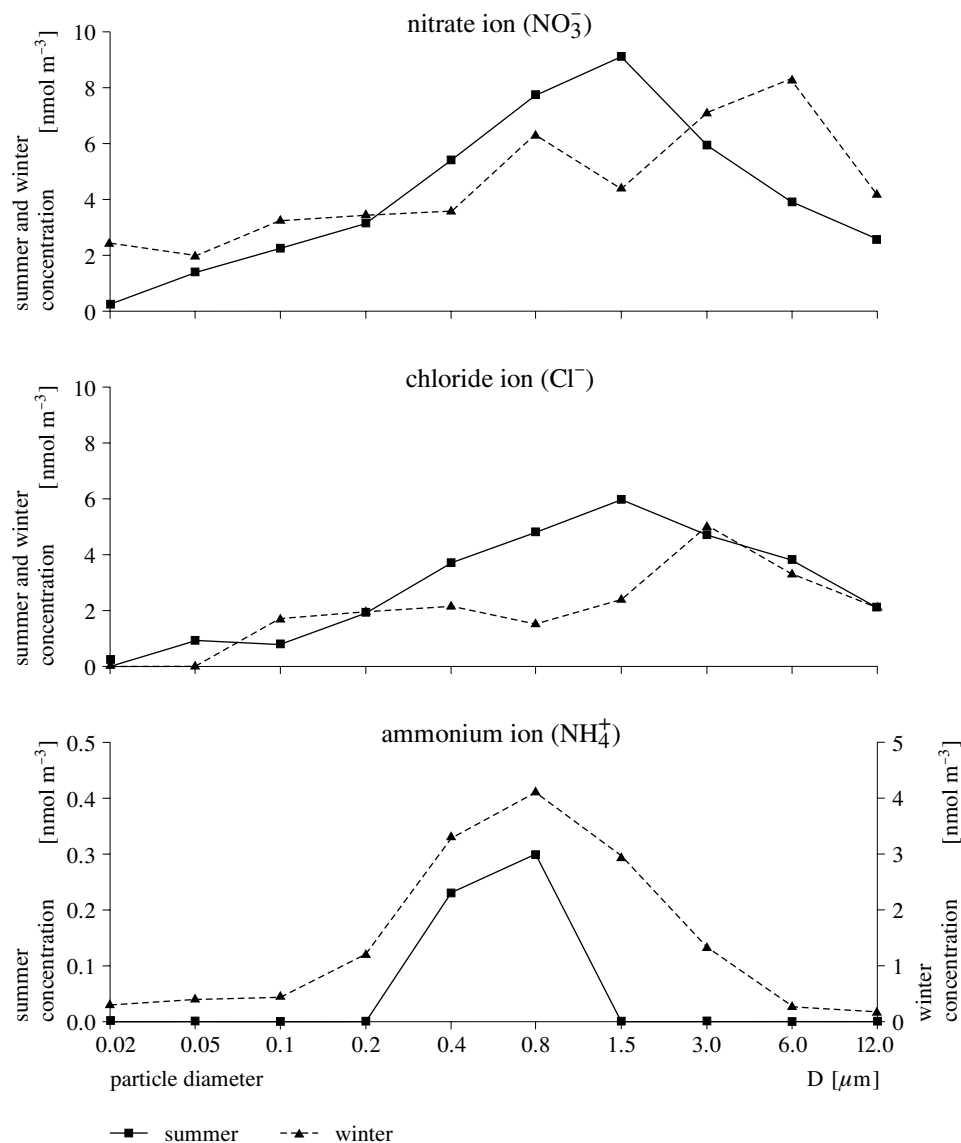 nitrate ion (NO₃⁻)
summer and winter
concentration [nmol m⁻³]
10
8
6
4
2
0
chloride ion (Cl⁻)
summer and winter
concentration [nmol m⁻³]
10
8
6
4
2
0
ammonium ion (NH₄⁺)
summer
concentration [nmol m⁻³]
0.5
0.4
0.3
0.2
0.1
0.0
5
4
3
2
1
0
winter
concentration [nmol m⁻³]
0.02 0.05 0.1 0.2 0.4 0.8 1.5 3.0 6.0 12.0
particle diameter D [μm]
summer winter